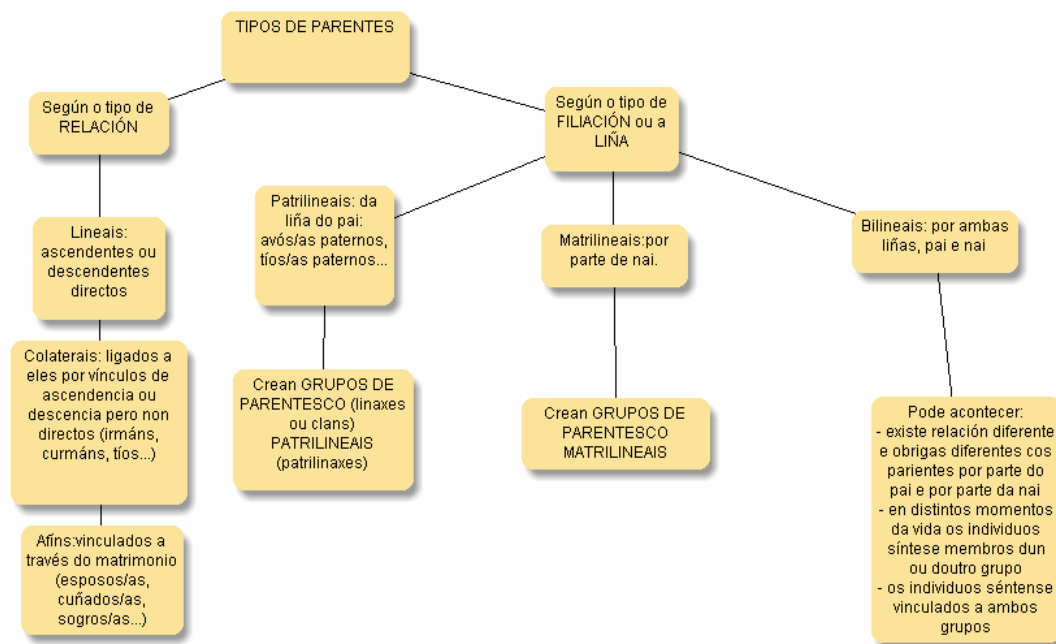 TIPOS DE PARENTES
Según o tipo de
RELACIÓN
Según o tipo de
FILIACIÓN ou a
LIÑA
Lineais:
ascendentes ou
descendentes
directos
Patrilineais: da
liña do pai:
avós/as paternos,
tíos/as paternos...
Matrilineais:por
parte de nai.
Bilineais: por ambas
liñas, pai e nai
Colaterais: ligados a
eles por vínculos de
ascendencia ou
descencia pero non
directos (irmáns,
curmáns, tíos...)
Crean GRUPOS DE
PARENTESCO (linaxes
ou clans)
PATRILINEAIS
(patrilinaxes)
Crean GRUPOS DE
PARENTESCO
MATRILINEAIS
Pode acontecer:
- existe relación diferente
e obrigas diferentes cos
parientes por parte do
pai e por parte da nai
- en distintos momentos
da vida os individuos
síntese membros dun
ou doutro grupo
- os individuos séntense
vinculados a ambos
grupos
Afíns:vinculados a
través do matrimonio
(esposos/as,
cuñados/as,
sogros/as...)